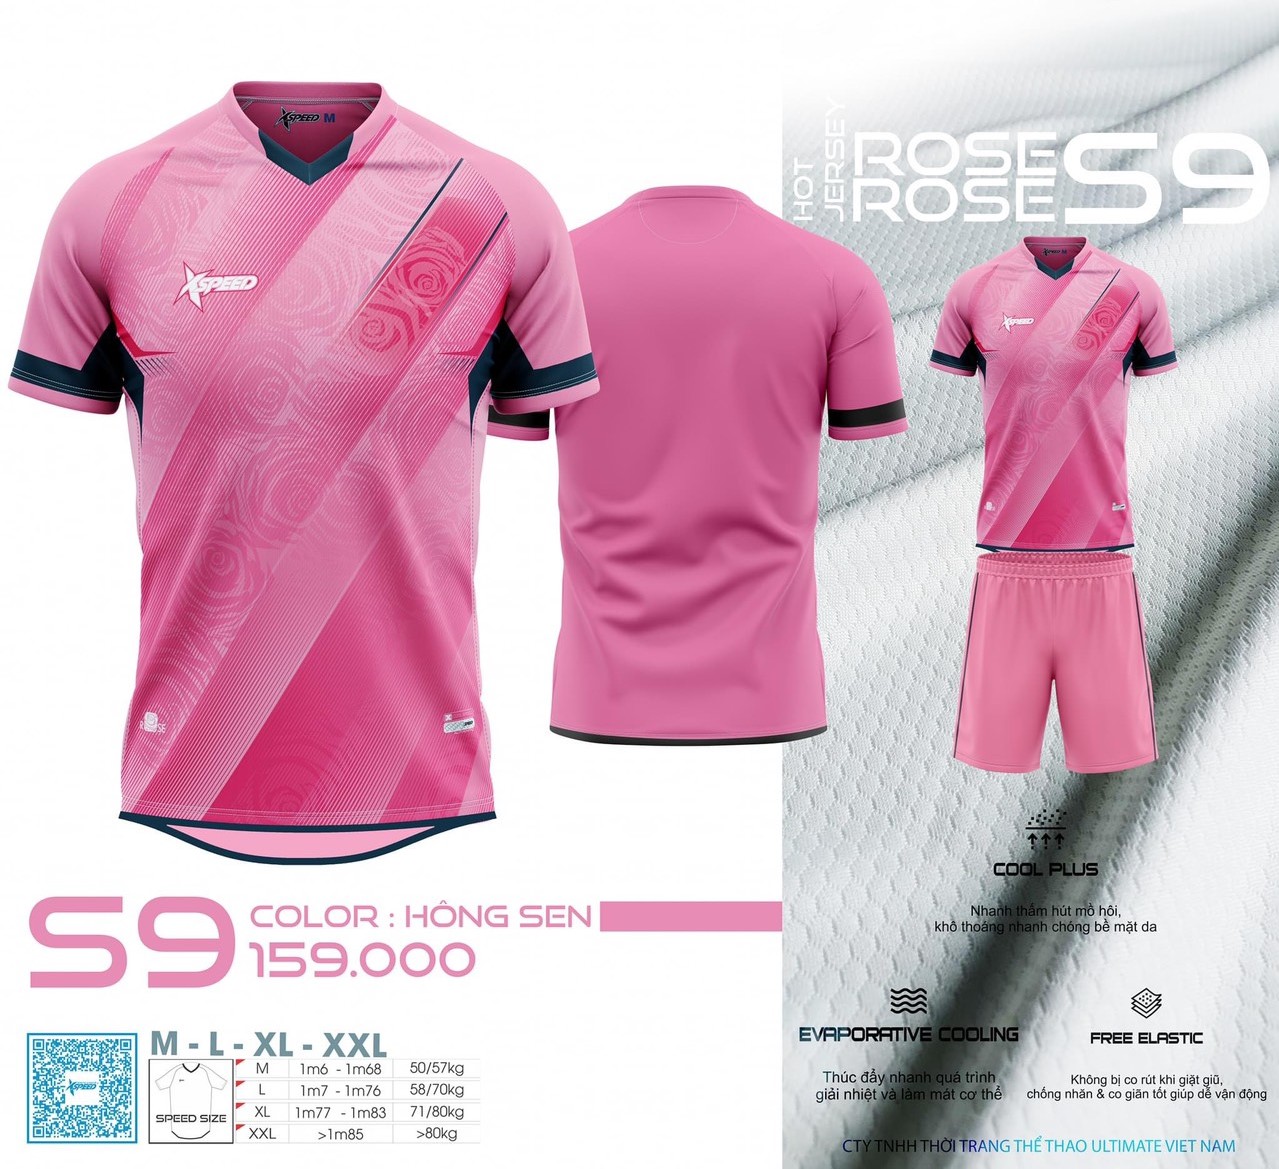 XSPEED M
XSPEED
ROSE
HOT
JERSEY
ROSE
ROSE
S9
XSPEED M
XSPEED
S9
COLOR : HỒNG SEN
159.000
COOL PLUS
Nhanh thấm hút mồ hôi,
khô thoáng nhanh chóng bề mặt da
EVAPORATIVE COOLING
Thúc đẩy nhanh quá trình
giải nhiệt và làm mát cơ thể
FREE ELASTIC
Không bị co rút khi giặt giũ,
chống nhăn & co giãn tốt giúp dễ vận động
XSPEED
M - L - XL - XXL
SPEED SIZE
M 1m6 - 1m68 50/57kg
L 1m7 - 1m76 58/70kg
XL 1m77 - 1m83 71/80kg
XXL >1m85 >80kg
CTY TNHH THỜI TRANG THỂ THAO ULTIMATE VIET NAM